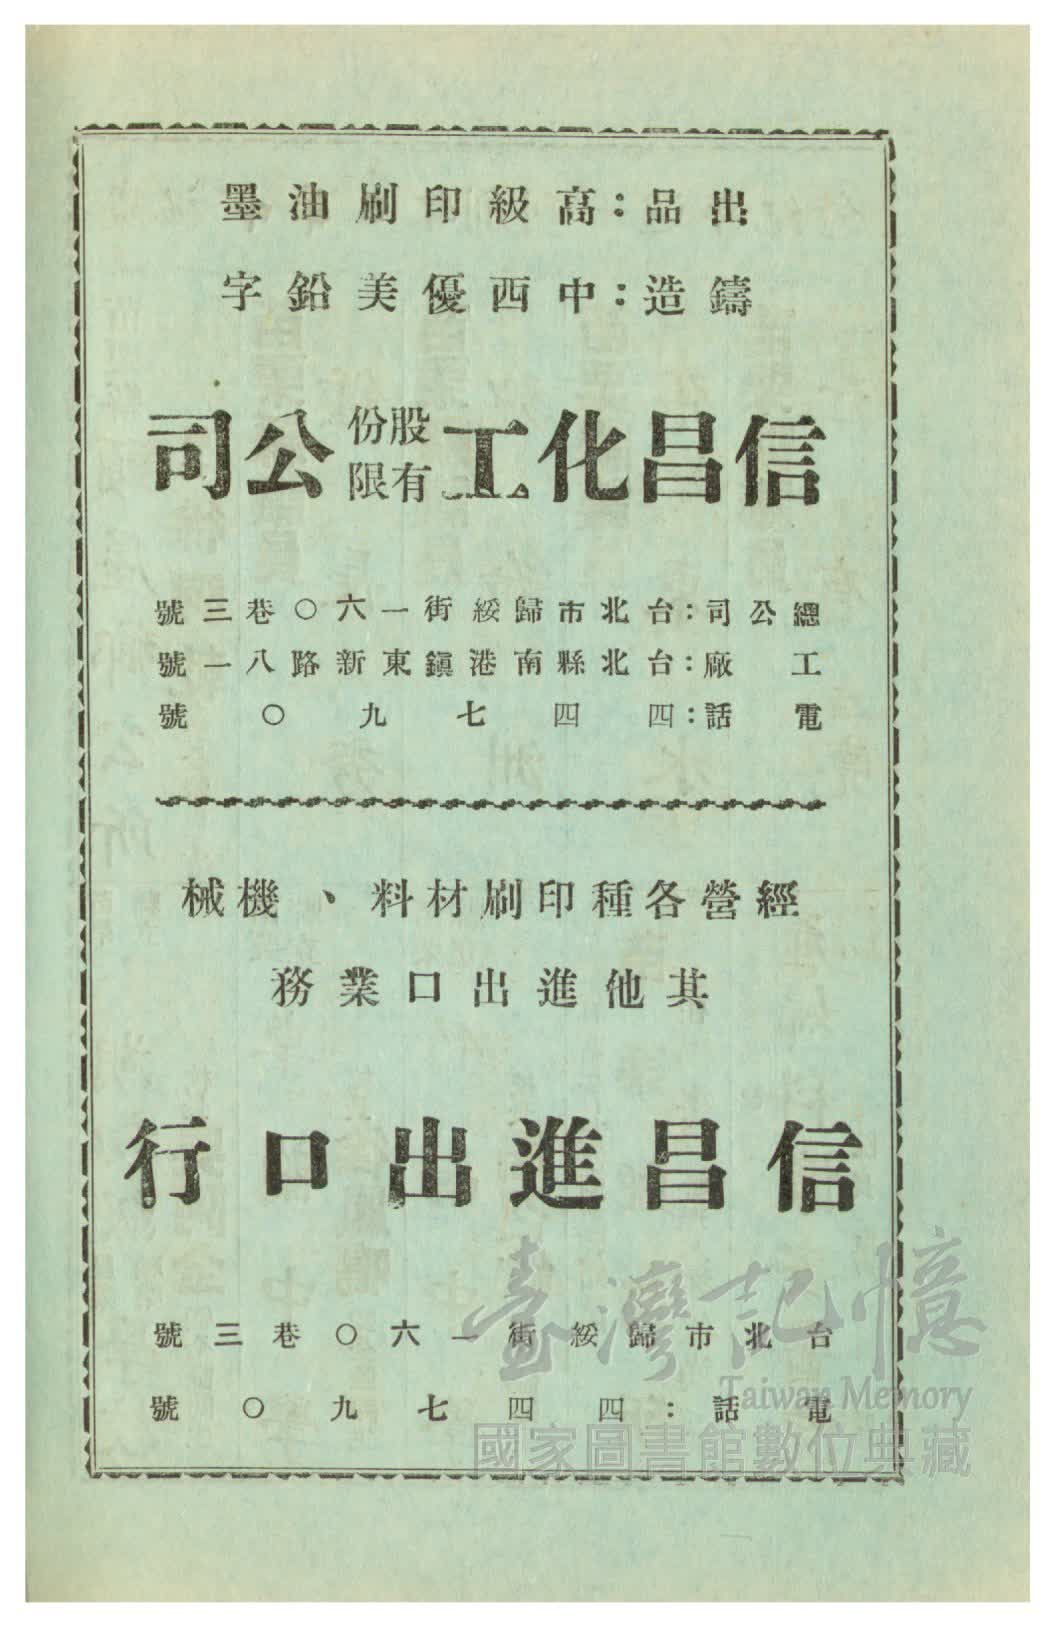 出品：高級印刷油墨
鑄造：中西優美鉛字
信昌化工股份有限公司
總公司：台北市歸綏街一六〇巷三號
工廠：台北縣南港鎮東新路八一號
電話：四四七九〇號
經營各種印刷材料、機械
其他進出口業務
信昌進出口行
台北市歸綏街一六〇巷三號
電話：四四七九〇號
臺灣記憶
Taiwan Memory
國家圖書館數位典藏